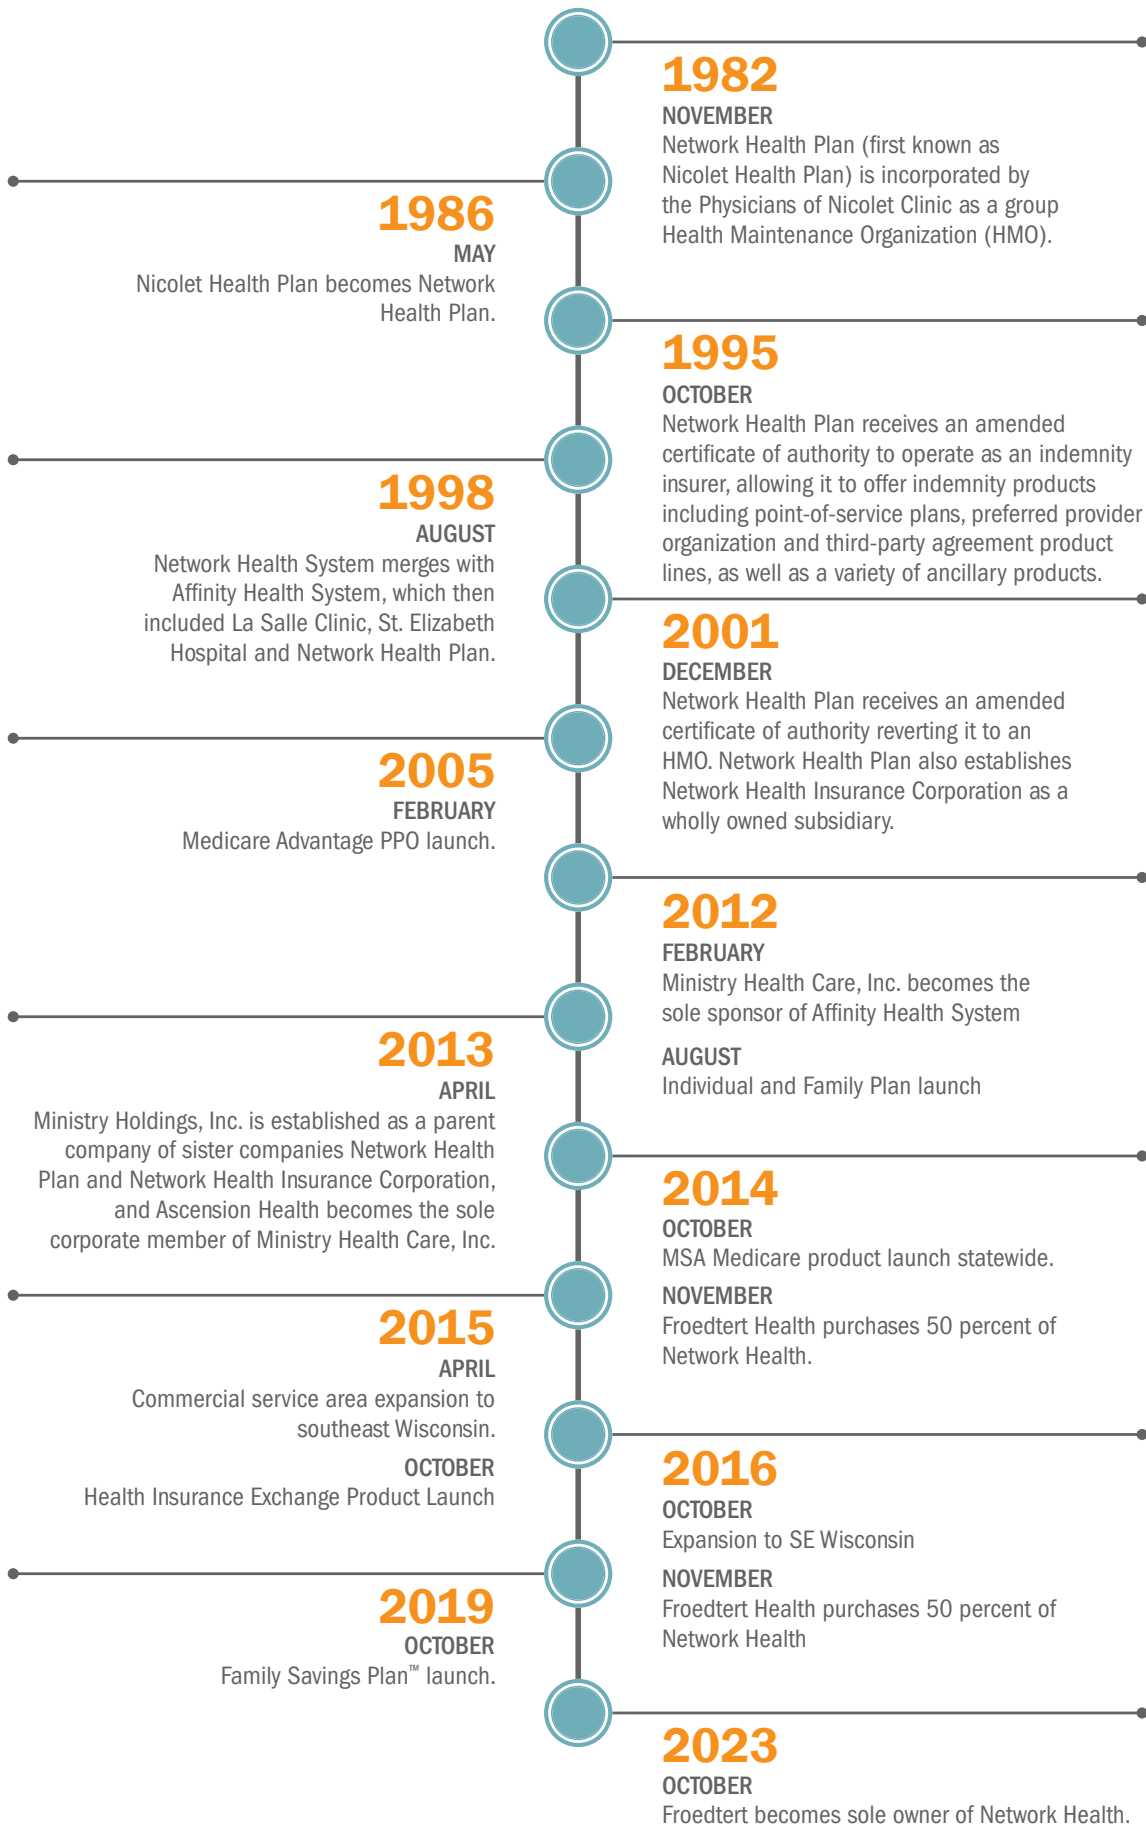 1982
NOVEMBER
Network Health Plan (first known as
Nicolet Health Plan) is incorporated by
the Physicians of Nicolet Clinic as a group
Health Maintenance Organization (HMO).
1986
MAY
Nicolet Health Plan becomes Network
Health Plan.
1995
OCTOBER
Network Health Plan receives an amended
certificate of authority to operate as an indemnity
insurer, allowing it to offer indemnity products
including point-of-service plans, preferred provider
organization and third-party agreement product
lines, as well as a variety of ancillary products.
1998
AUGUST
Network Health System merges with
Affinity Health System, which then
included La Salle Clinic, St. Elizabeth
Hospital and Network Health Plan.
2001
DECEMBER
Network Health Plan receives an amended
certificate of authority reverting it to an
HMO. Network Health Plan also establishes
Network Health Insurance Corporation as a
wholly owned subsidiary.
2005
FEBRUARY
Medicare Advantage PPO launch.
2012
FEBRUARY
Ministry Health Care, Inc. becomes the
sole sponsor of Affinity Health System
AUGUST
Individual and Family Plan launch
2013
APRIL
Ministry Holdings, Inc. is established as a parent
company of sister companies Network Health
Plan and Network Health Insurance Corporation,
and Ascension Health becomes the sole
corporate member of Ministry Health Care, Inc.
2014
OCTOBER
MSA Medicare product launch statewide.
NOVEMBER
Froedtert Health purchases 50 percent of
Network Health.
2015
APRIL
Commercial service area expansion to
southeast Wisconsin.
OCTOBER
Health Insurance Exchange Product Launch
2016
OCTOBER
Expansion to SE Wisconsin
NOVEMBER
Froedtert Health purchases 50 percent of
Network Health
2019
OCTOBER
Family Savings Plan™ launch.
2023
OCTOBER
Froedtert becomes sole owner of Network Health.